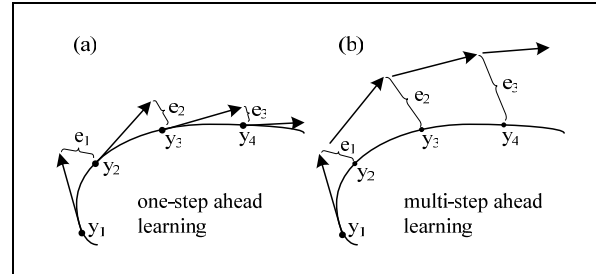 (a)
e1
e2
e3
y1
y2
y3
y4
one-step ahead
learning
(b)
e1
e2
e3
y1
y2
y3
y4
multi-step ahead
learning